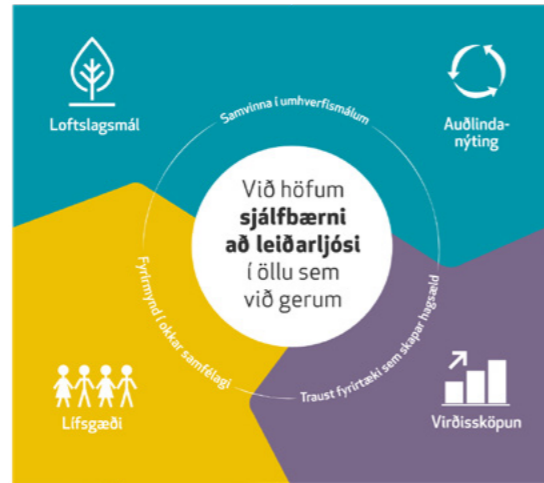 Loftslagsmál
Samvinna í umhverfismálum
Auðlinda-
nýting
Við höfum
sjálfbærni
að leiðarljósi
í öllu sem
við gerum
Fyrirmynd í okkar samfélagi
Traust fyrirtæki sem skapar hagsæld
Lífsgæði
Virðissköpun